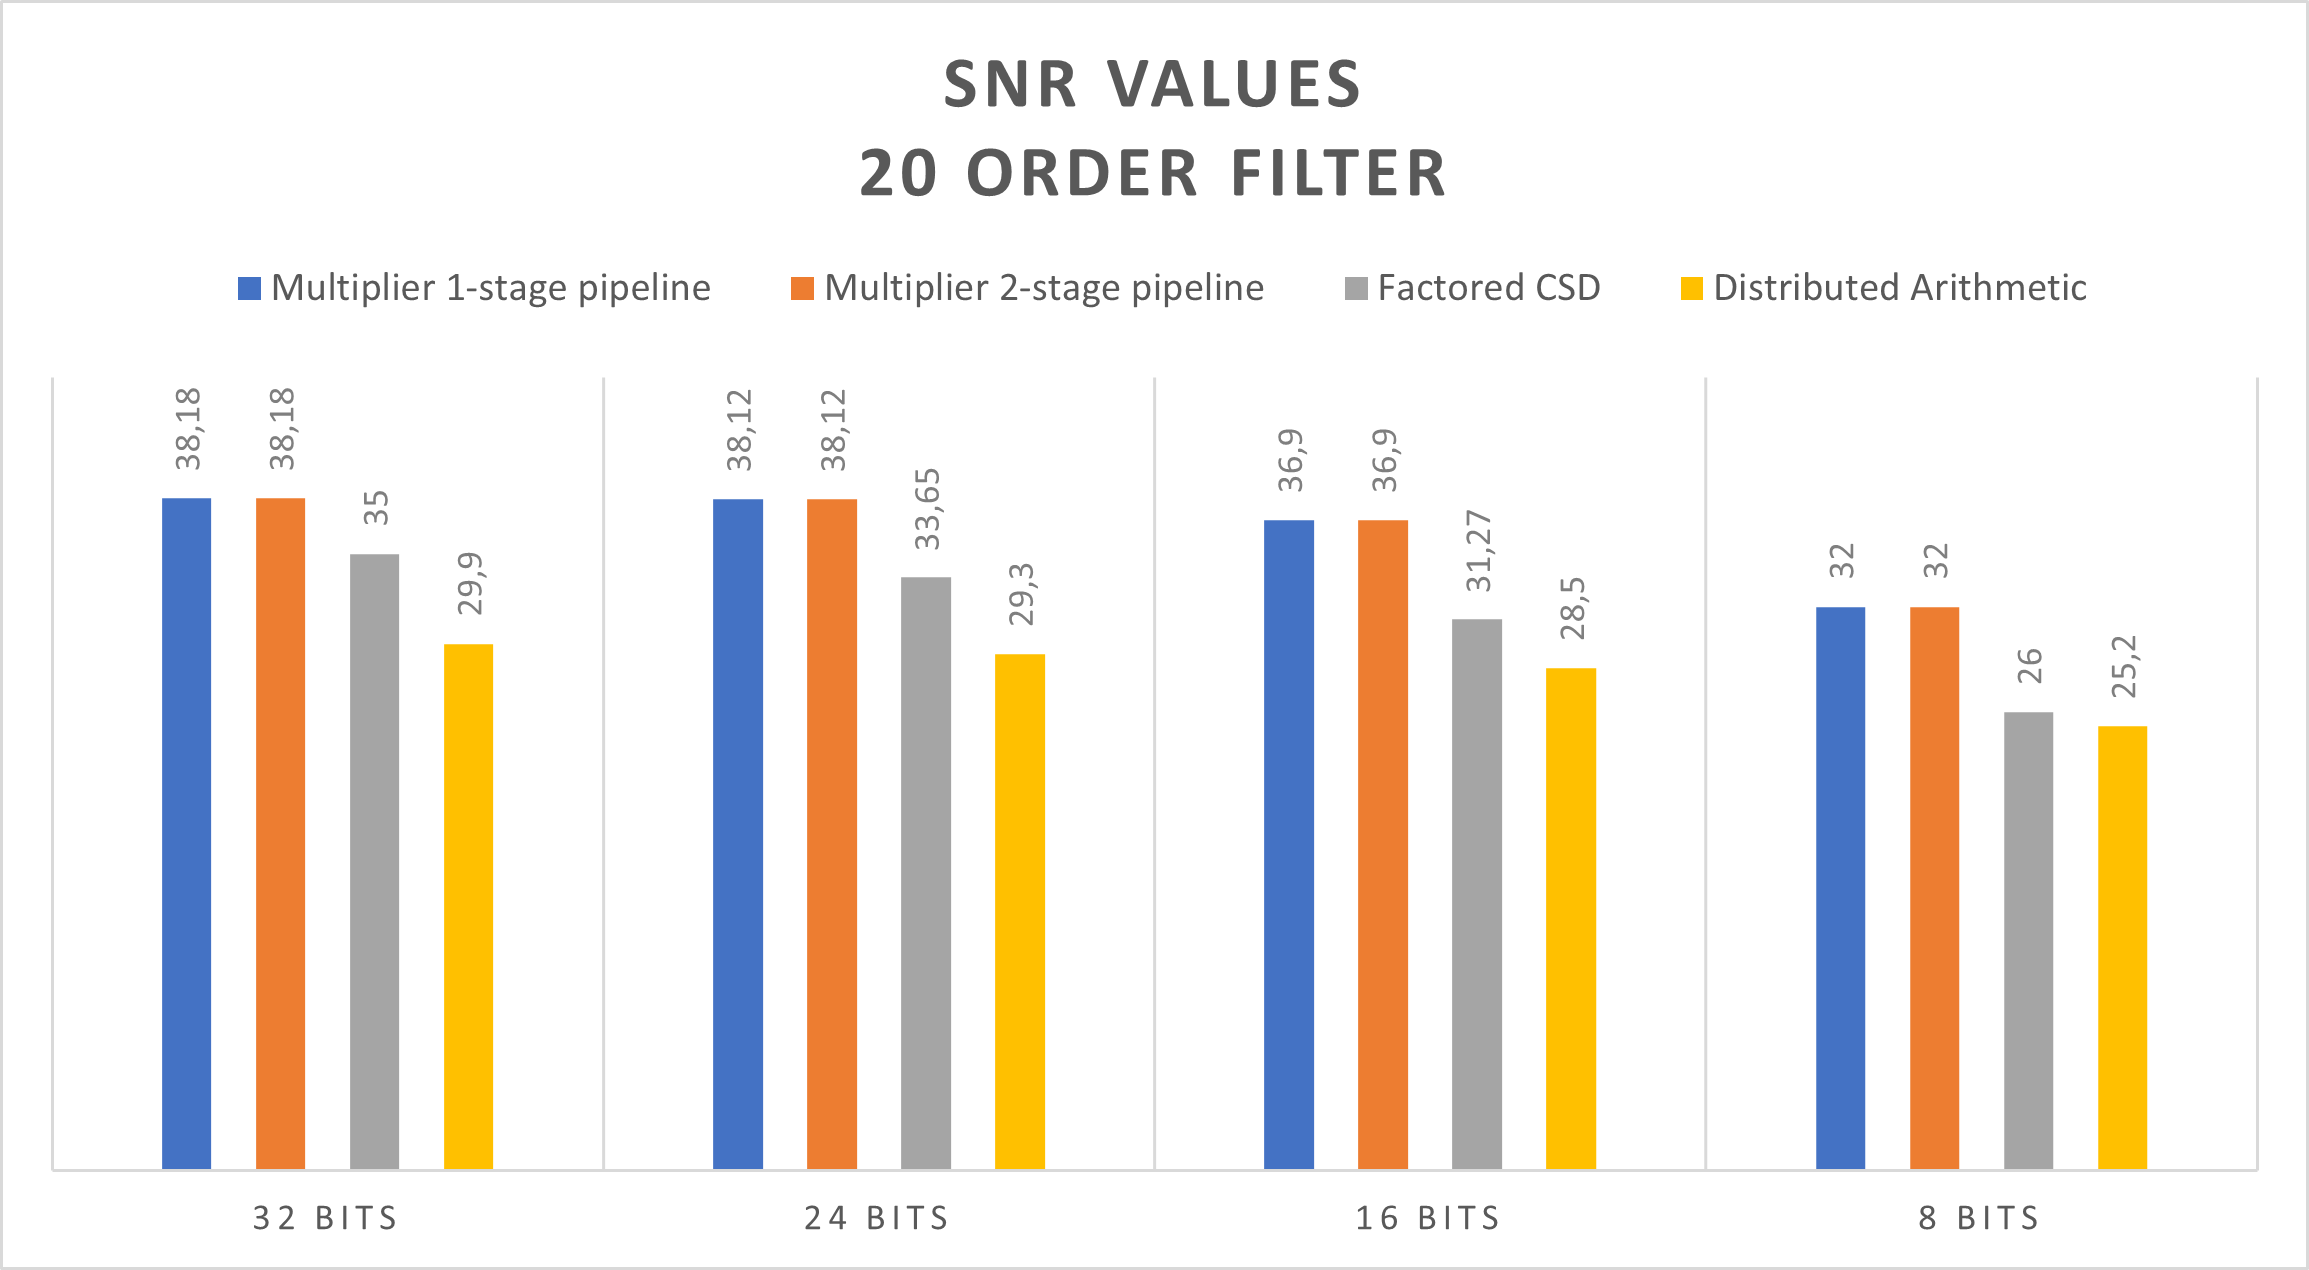 SNR VALUES
20 ORDER FILTER
Multiplier 1-stage pipeline
Multiplier 2-stage pipeline
Factored CSD
Distributed Arithmetic
38,18
38,18
35
29,9
38,12
38,12
33,65
29,3
36,9
36,9
31,27
28,5
32
32
26
25,2
32 BITS
24 BITS
16 BITS
8 BITS